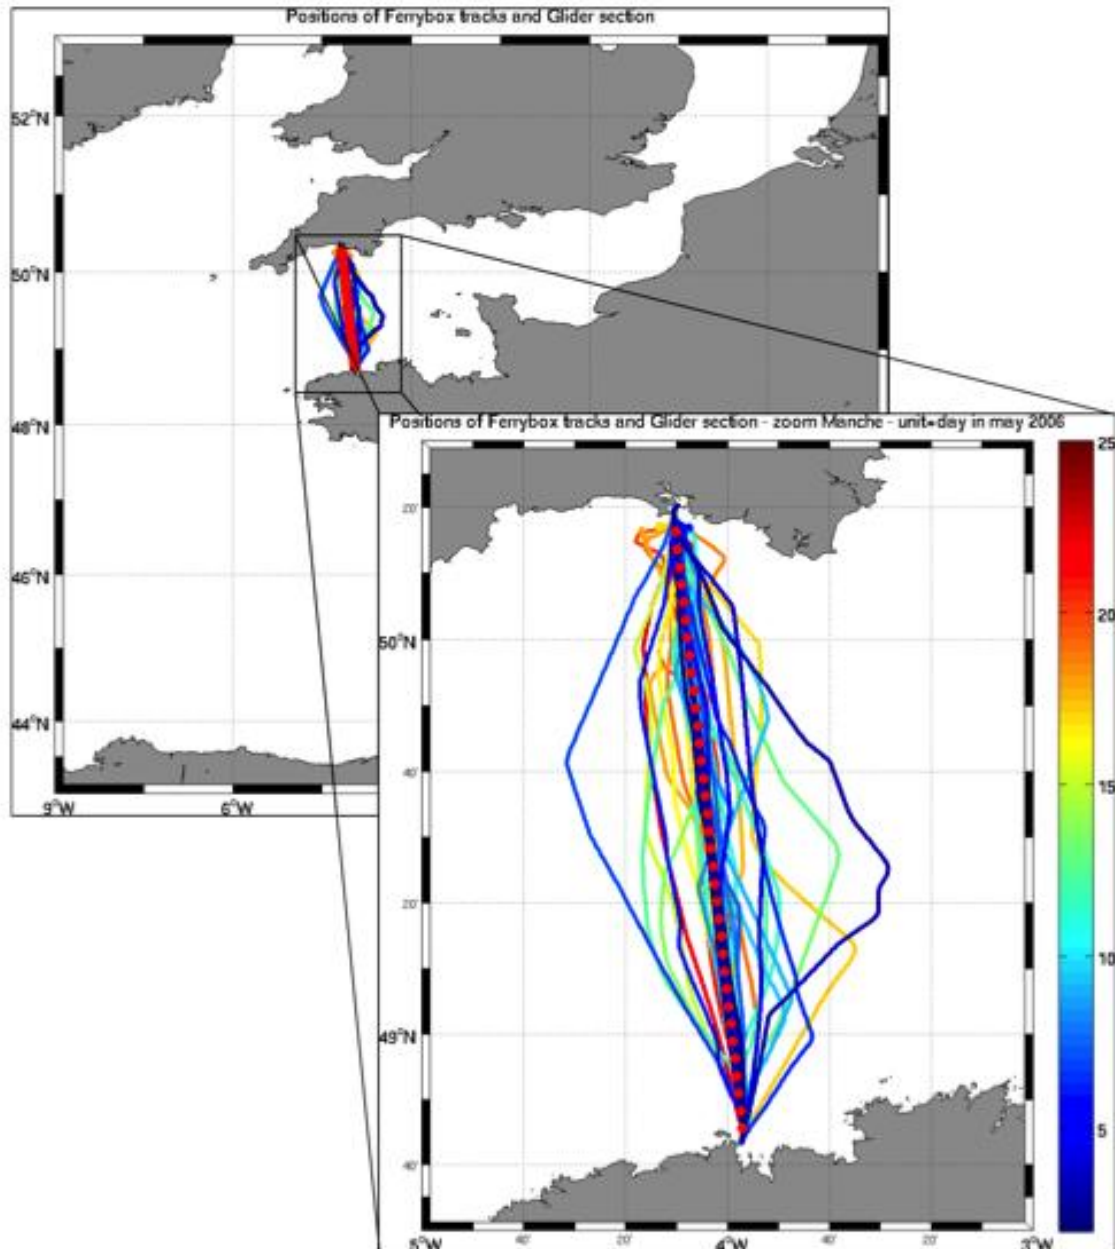 Positions of Ferrybox tracks and Glider section
52°N
50°N
48°N
46°N
44°N
9°W
6°W
Positions of Ferrybox tracks and Glider section - zoom Manche - unit=day in may 2006
20'
50°N
40'
20'
49°N
40'
5°W
40'
20'
4°W
40'
20'
3°W
25
20
15
10
5